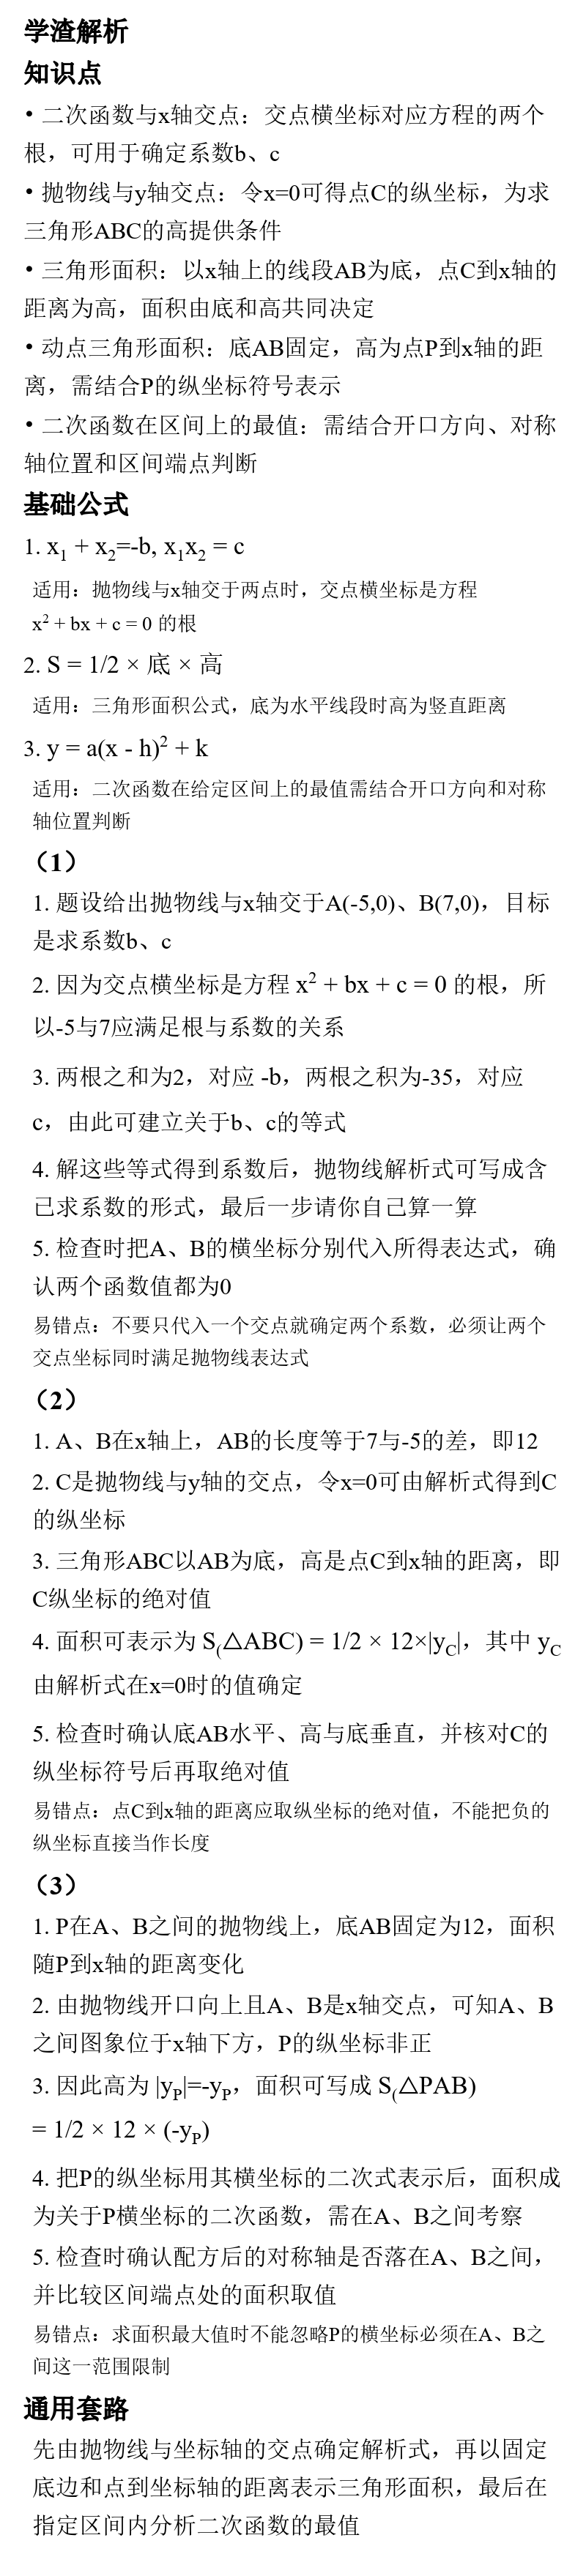 学渣解析
知识点
• 二次函数与x轴交点：交点横坐标对应方程的两个
根，可用于确定系数b、c
• 抛物线与y轴交点：令x=0可得点C的纵坐标，为求
三角形ABC的高提供条件
• 三角形面积：以x轴上的线段AB为底，点C到x轴的
距离为高，面积由底和高共同决定
• 动点三角形面积：底AB固定，高为点P到x轴的距
离，需结合P的纵坐标符号表示
• 二次函数在区间上的最值：需结合开口方向、对称
轴位置和区间端点判断
基础公式
1. x₁ + x₂=-b, x₁x₂ = c
适用：抛物线与x轴交于两点时，交点横坐标是方程
x² + bx + c = 0 的根
2. S = 1/2 × 底 × 高
适用：三角形面积公式，底为水平线段时高为竖直距离
3. y = a(x - h)² + k
适用：二次函数在给定区间上的最值需结合开口方向和对称
轴位置判断
（1）
1. 题设给出抛物线与x轴交于A(-5,0)、B(7,0)，目标
是求系数b、c
2. 因为交点横坐标是方程 x² + bx + c = 0 的根，所
以-5与7应满足根与系数的关系
3. 两根之和为2，对应 -b，两根之积为-35，对应
c，由此可建立关于b、c的等式
4. 解这些等式得到系数后，抛物线解析式可写成含
已求系数的形式，最后一步请你自己算一算
5. 检查时把A、B的横坐标分别代入所得表达式，确
认两个函数值都为0
易错点：不要只代入一个交点就确定两个系数，必须让两个
交点坐标同时满足抛物线表达式
（2）
1. A、B在x轴上，AB的长度等于7与-5的差，即12
2. C是抛物线与y轴的交点，令x=0可由解析式得到C
的纵坐标
3. 三角形ABC以AB为底，高是点C到x轴的距离，即
C纵坐标的绝对值
4. 面积可表示为 S₍△ABC) = 1/2 × 12×|y_C|，其中 y_C
由解析式在x=0时的值确定
5. 检查时确认底AB水平、高与底垂直，并核对C的
纵坐标符号后再取绝对值
易错点：点C到x轴的距离应取纵坐标的绝对值，不能把负的
纵坐标直接当作长度
（3）
1. P在A、B之间的抛物线上，底AB固定为12，面积
随P到x轴的距离变化
2. 由抛物线开口向上且A、B是x轴交点，可知A、B
之间图象位于x轴下方，P的纵坐标非正
3. 因此高为 |y_P|=-y_P，面积可写成 S₍△PAB)
= 1/2 × 12 × (-y_P)
4. 把P的纵坐标用其横坐标的二次式表示后，面积成
为关于P横坐标的二次函数，需在A、B之间考察
5. 检查时确认配方后的对称轴是否落在A、B之间，
并比较区间端点处的面积取值
易错点：求面积最大值时不能忽略P的横坐标必须在A、B之
间这一范围限制
通用套路
先由抛物线与坐标轴的交点确定解析式，再以固定
底边和点到坐标轴的距离表示三角形面积，最后在
指定区间内分析二次函数的最值